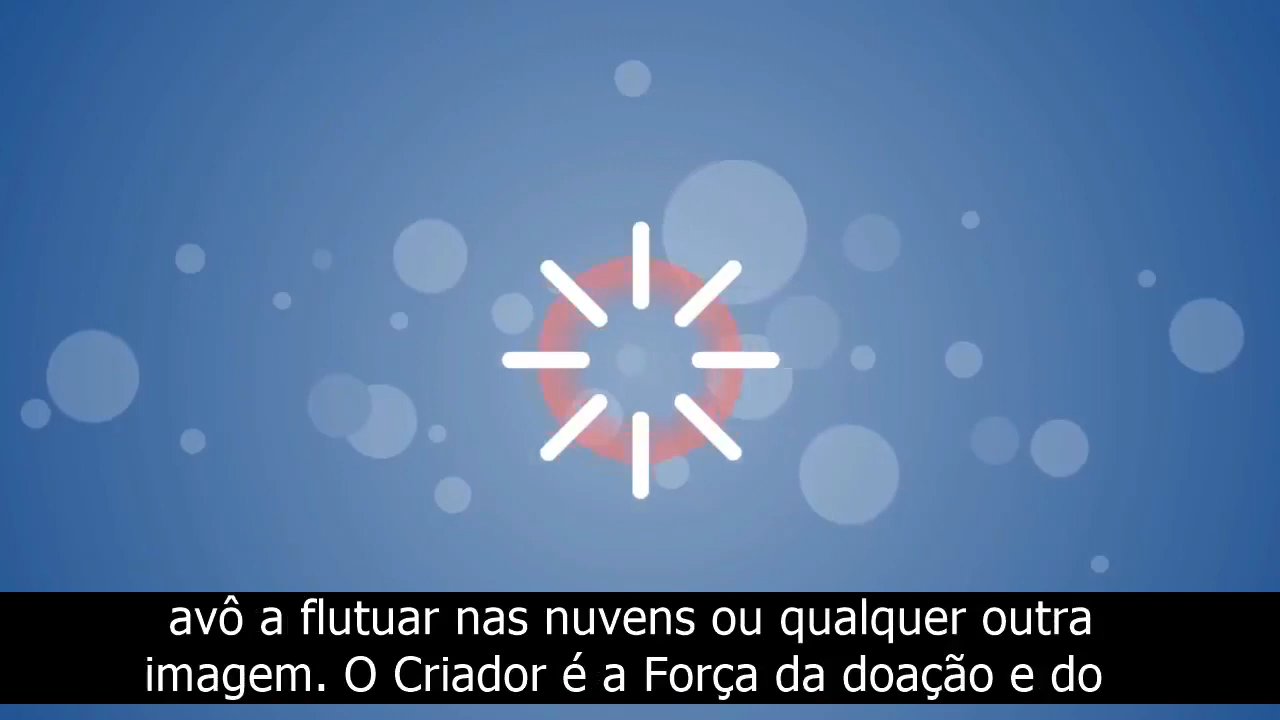 avô a flutuar nas nuvens ou qualquer outra
imagem. O Criador é a Força da doação e do